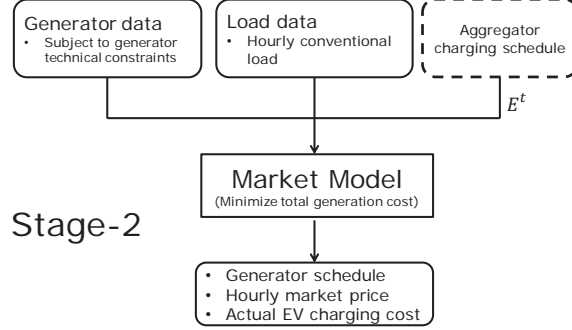 Generator data
• Subject to generator
technical constraints
Load data
• Hourly conventional
load
Aggregator
charging schedule
E^t
Market Model
(Minimize total generation cost)
Stage-2
• Generator schedule
• Hourly market price
• Actual EV charging cost